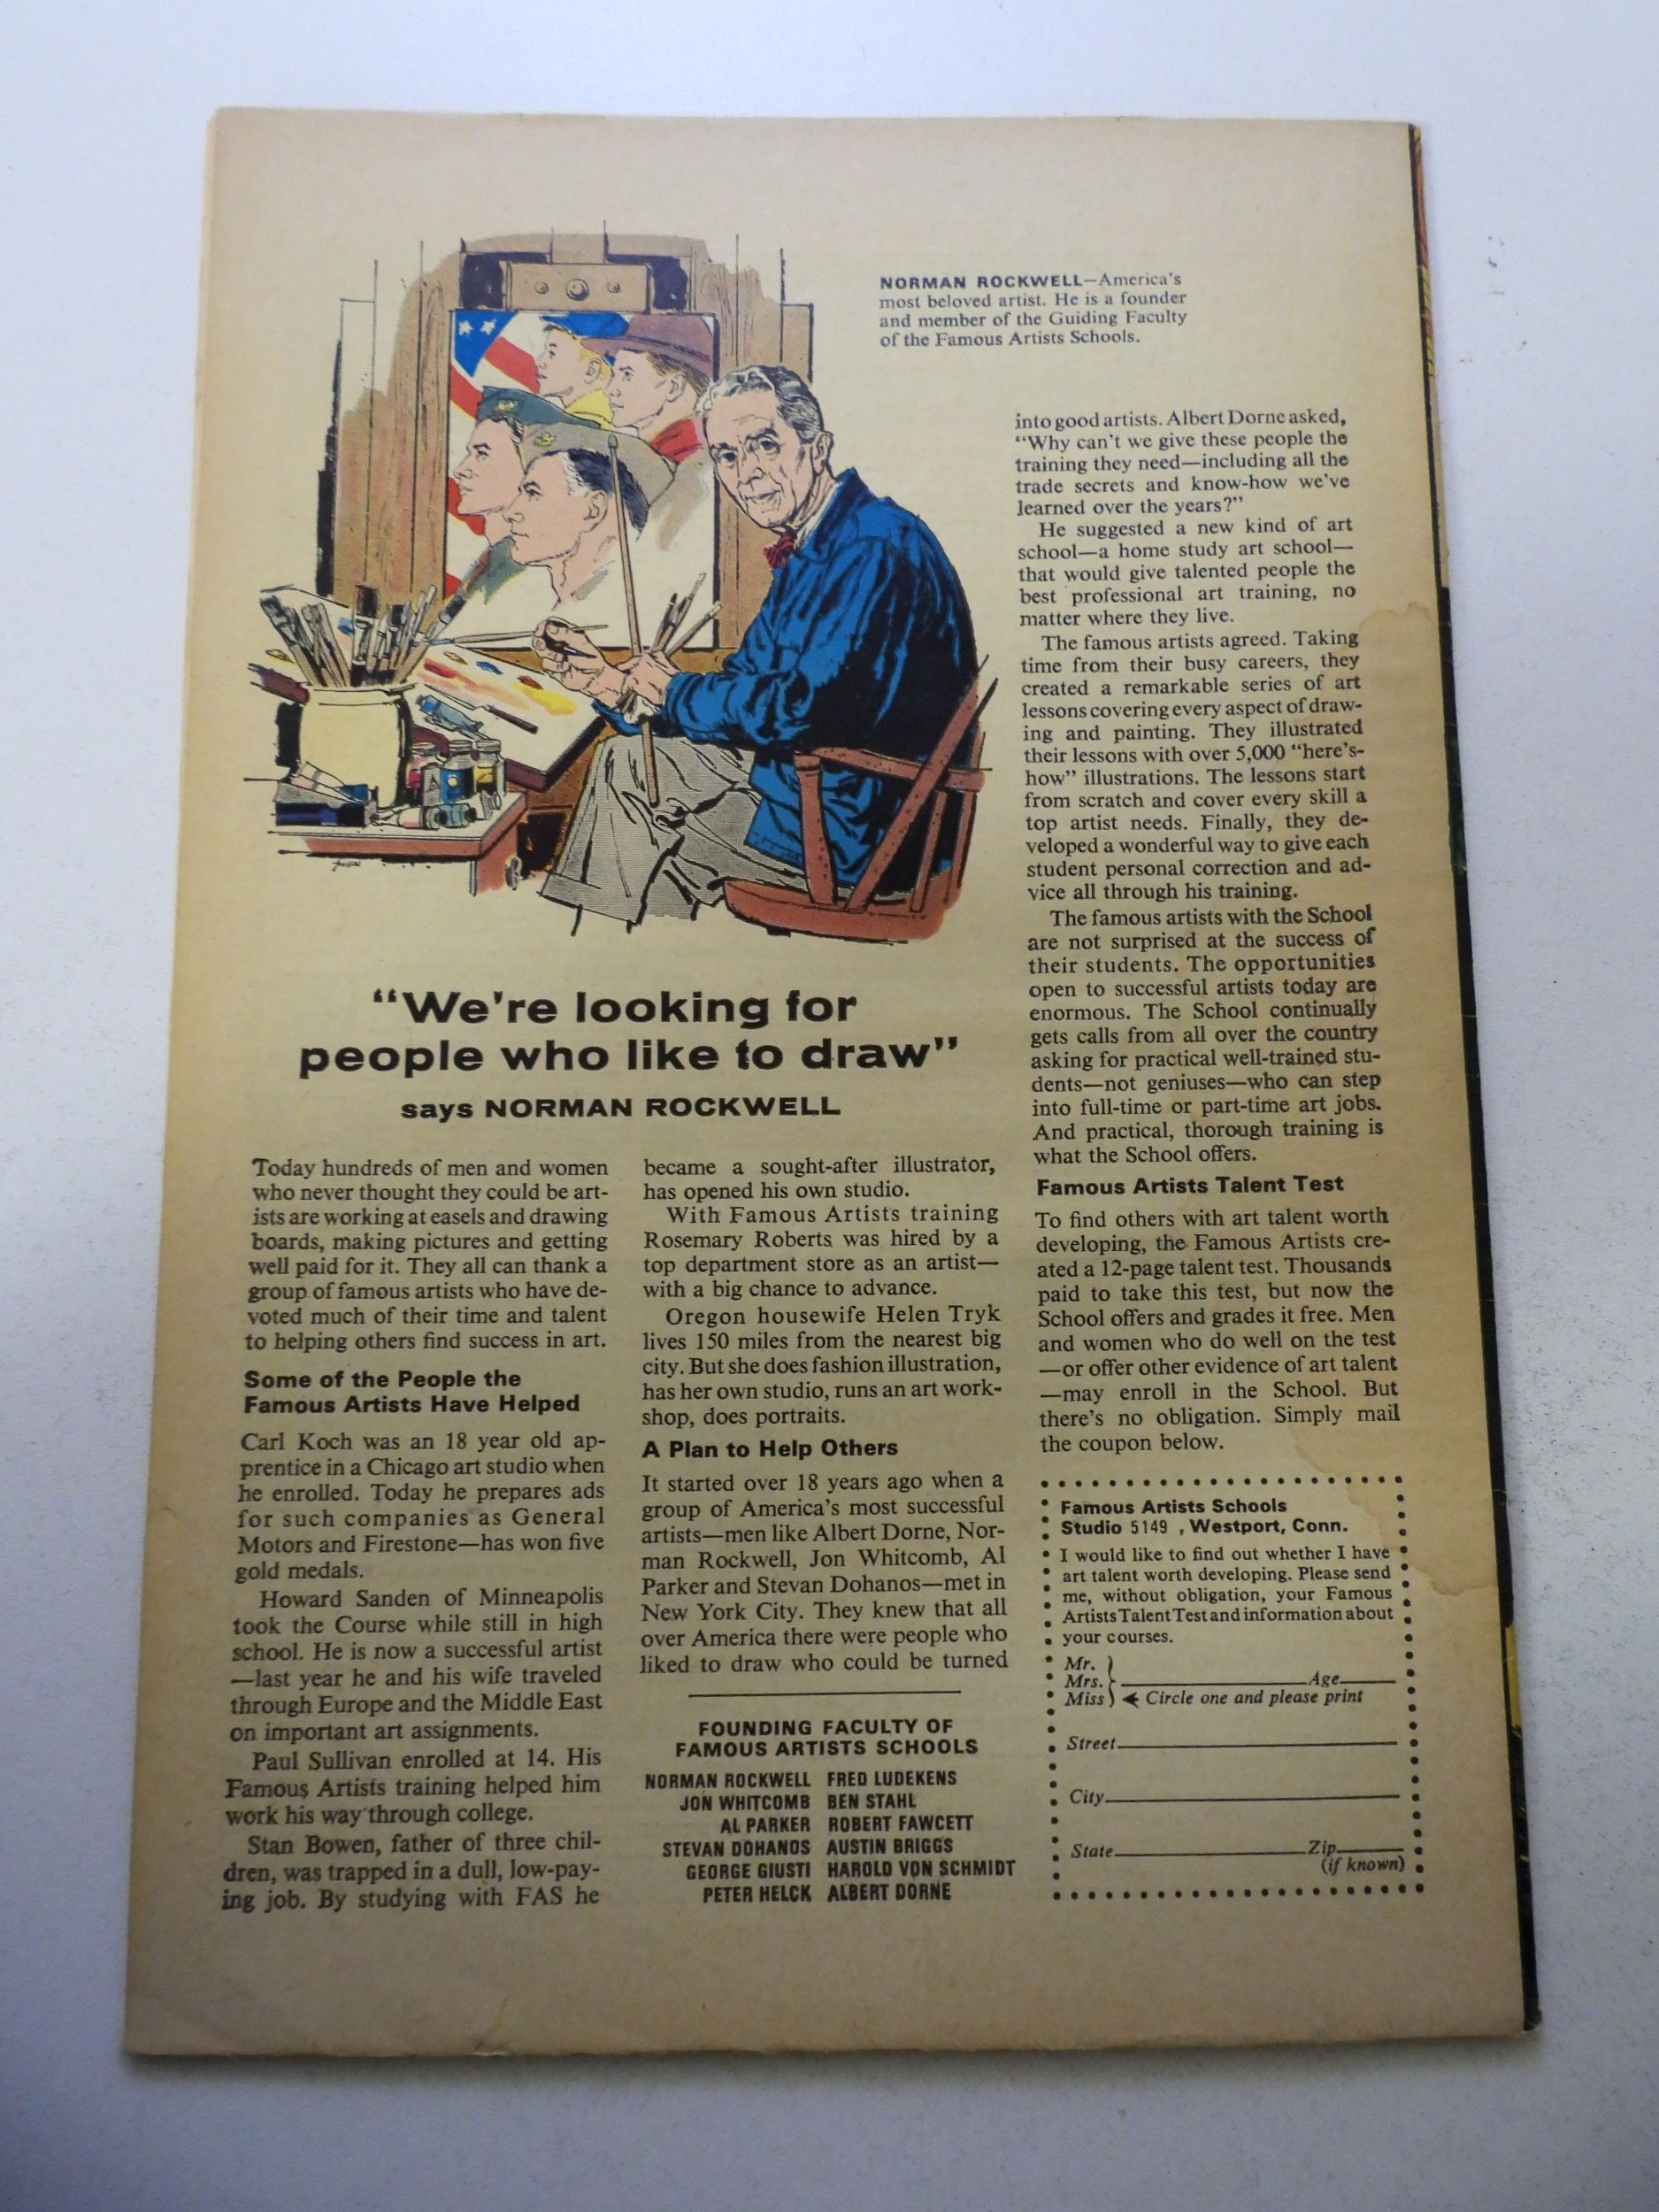 NORMAN ROCKWELL—America's
most beloved artist. He is a founder
and member of the Guiding Faculty
of the Famous Artists Schools.
"We're looking for
people who like to draw"
says NORMAN ROCKWELL
Today hundreds of men and women
who never thought they could be art-
ists are working at easels and drawing
boards, making pictures and getting
well paid for it. They all can thank a
group of famous artists who have de-
voted much of their time and talent
to helping others find success in art.
Some of the People the
Famous Artists Have Helped
Carl Koch was an 18 year old ap-
prentice in a Chicago art studio when
he enrolled. Today he prepares ads
for such companies as General
Motors and Firestone—has won five
gold medals.
Howard Sanden of Minneapolis
took the Course while still in high
school. He is now a successful artist
—last year he and his wife traveled
through Europe and the Middle East
on important art assignments.
Paul Sullivan enrolled at 14. His
Famous Artists training helped him
work his way through college.
Stan Bowen, father of three chil-
dren, was trapped in a dull, low-pay-
ing job. By studying with FAS he
became a sought-after illustrator,
has opened his own studio.
With Famous Artists training
Rosemary Roberts was hired by a
top department store as an artist—
with a big chance to advance.
Oregon housewife Helen Tryk
lives 150 miles from the nearest big
city. But she does fashion illustration,
has her own studio, runs an art work-
shop, does portraits.
A Plan to Help Others
It started over 18 years ago when a
group of America's most successful
artists—men like Albert Dorne, Nor-
man Rockwell, Jon Whitcomb, Al
Parker and Stevan Dohanos—met in
New York City. They knew that all
over America there were people who
liked to draw who could be turned
FOUNDING FACULTY OF
FAMOUS ARTISTS SCHOOLS
NORMAN ROCKWELL FRED LUDEKENS
JON WHITCOMB BEN STAHL
AL PARKER ROBERT FAWCETT
STEVAN DOHANOS AUSTIN BRIGGS
GEORGE GIUSTI HAROLD VON SCHMIDT
PETER HELCK ALBERT DORNE
into good artists. Albert Dorne asked,
"Why can't we give these people the
training they need—including all the
trade secrets and know-how we've
learned over the years?"
He suggested a new kind of art
school—a home study art school—
that would give talented people the
best professional art training, no
matter where they live.
The famous artists agreed. Taking
time from their busy careers, they
created a remarkable series of art
lessons covering every aspect of draw-
ing and painting. They illustrated
their lessons with over 5,000 "here's-
how" illustrations. The lessons start
from scratch and cover every skill a
top artist needs. Finally, they de-
veloped a wonderful way to give each
student personal correction and ad-
vice all through his training.
The famous artists with the School
are not surprised at the success of
their students. The opportunities
open to successful artists today are
enormous. The School continually
gets calls from all over the country
asking for practical well-trained stu-
dents—not geniuses—who can step
into full-time or part-time art jobs.
And practical, thorough training is
what the School offers.
Famous Artists Talent Test
To find others with art talent worth
developing, the Famous Artists cre-
ated a 12-page talent test. Thousands
paid to take this test, but now the
School offers and grades it free. Men
and women who do well on the test
—or offer other evidence of art talent
—may enroll in the School. But
there's no obligation. Simply mail
the coupon below.
Famous Artists Schools
Studio 5149 , Westport, Conn.
I would like to find out whether I have
art talent worth developing. Please send
me, without obligation, your Famous
Artists Talent Test and information about
your courses.
Mr.
Mrs. Age
Miss Circle one and please print
Street
City
State Zip
(if known)